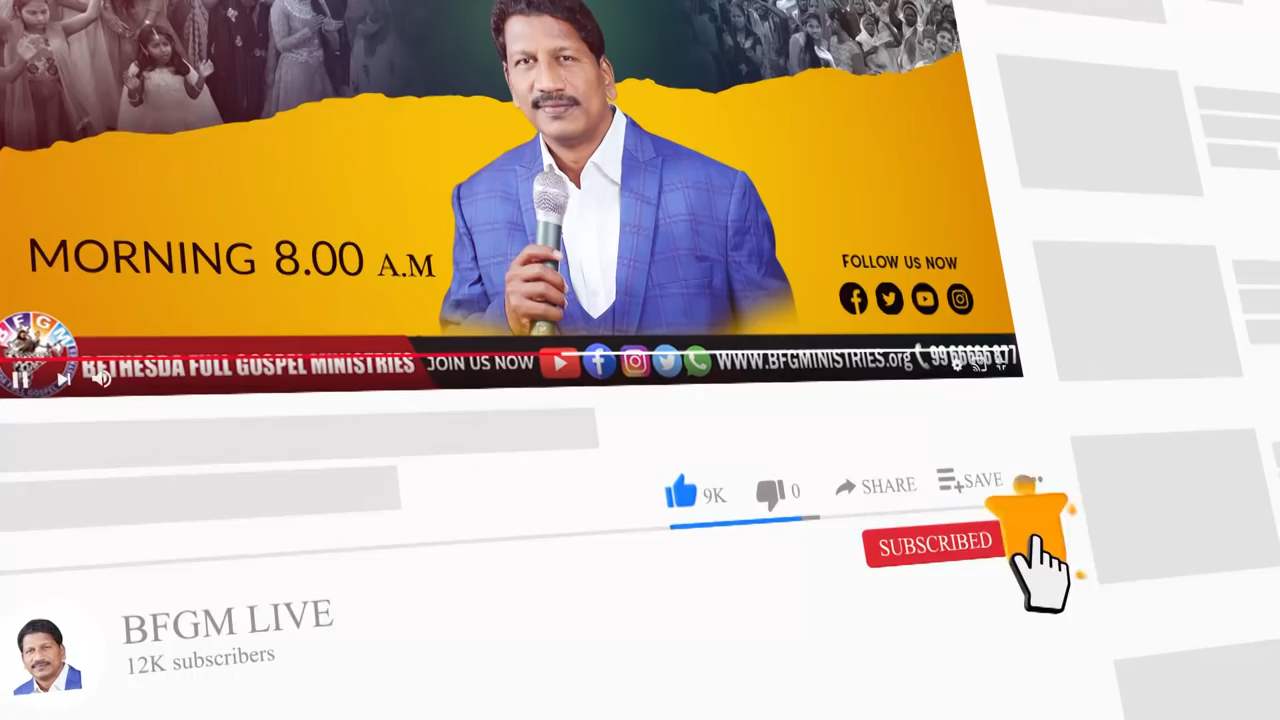 MORNING 8.00 A.M
FOLLOW US NOW
BFGM
BETHESDA FULL GOSPEL MINISTRIES JOIN US NOW WWW.BFGMINISTRIES.org
9K 0 SHARE SAVE
SUBSCRIBED
BFGM LIVE
12K subscribers